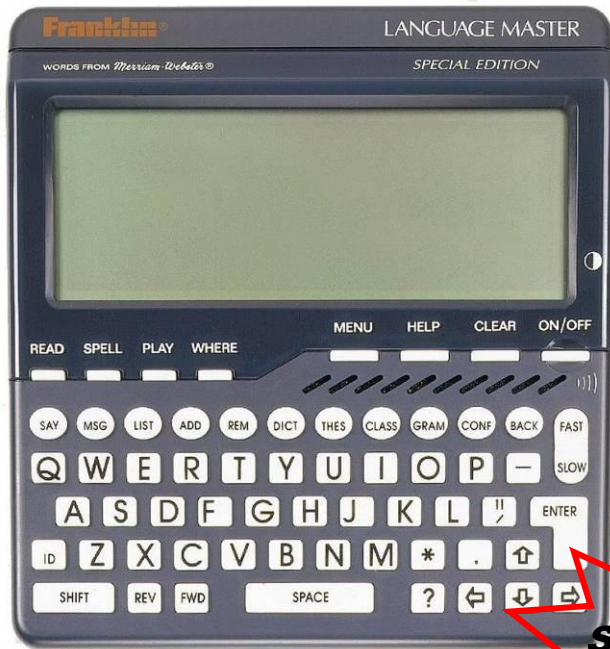 Franklin® LANGUAGE MASTER
WORDS FROM Merriam-Webster® SPECIAL EDITION
MENU HELP CLEAR ON/OFF
READ SPELL PLAY WHERE
SAY MSG LIST ADD REM DICT THES CLASS GRAM CONF BACK FAST
Q W E R T Y U I O P - SLOW
A S D F G H J K L " , ENTER
ID Z X C V B N M * .
SHIFT REV FWD SPACE ?